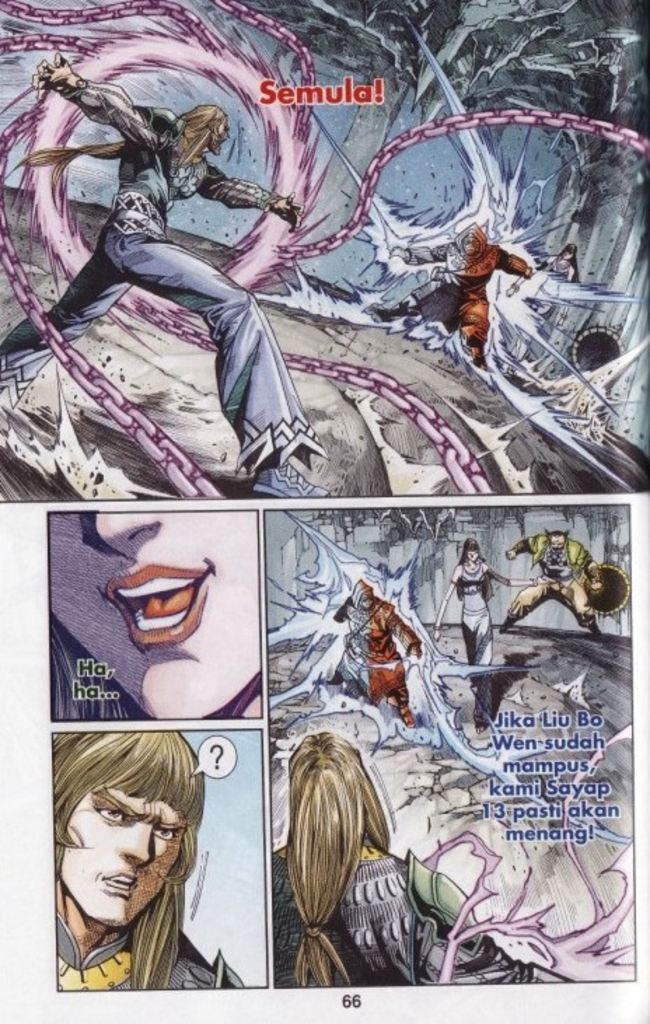 Semula!
Ha,
ha...
?
Jika Liu Bo
Wen sudah
mampus,
kami Sayap
13 pasti akan
menang!
66